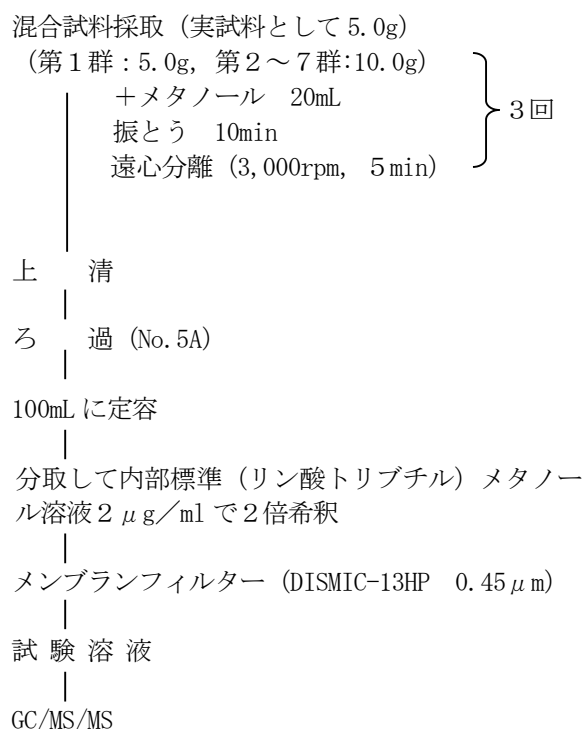 混合試料採取（実試料として5.0g）
（第１群：5.0g, 第２～７群:10.0g）
＋メタノール　20mL
振とう　10min
遠心分離（3,000rpm, ５min）
３回
上　　清
ろ　　過（No.5A）
100mLに定容
分取して内部標準（リン酸トリブチル）メタノー
ル溶液２μg／mlで２倍希釈
メンブランフィルター（DISMIC-13HP　0.45μm）
試 験 溶 液
GC/MS/MS